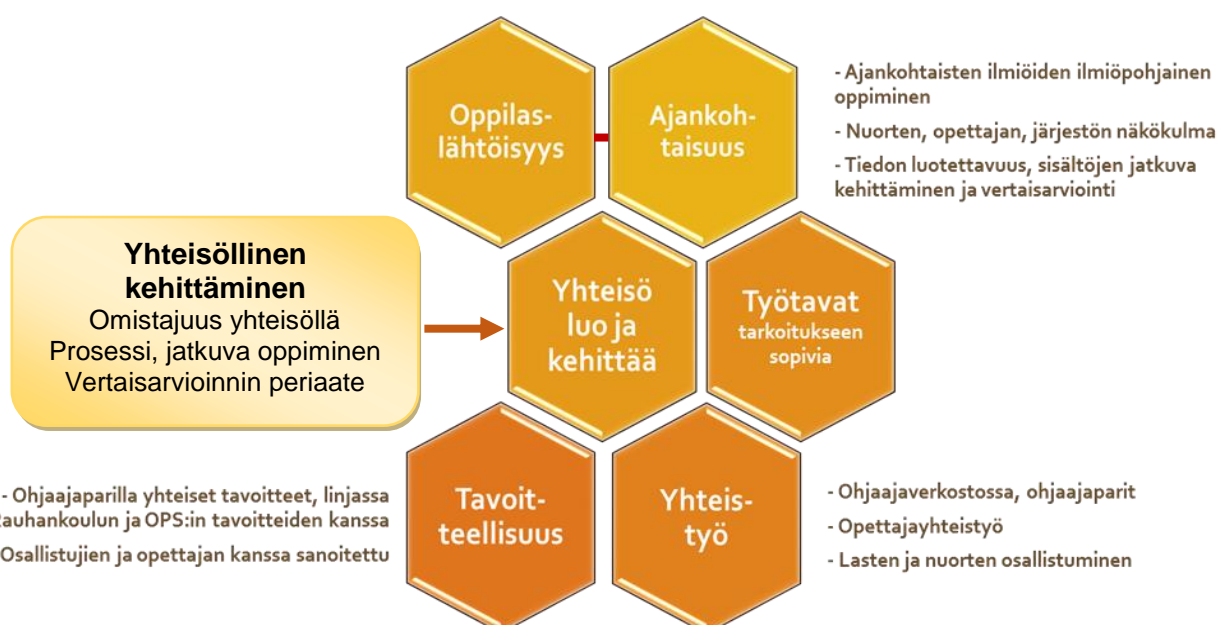 Oppilas-
lähtöisyys
Ajankoh-
taisuus
- Ajankohtaisten ilmiöiden ilmiöpohjainen
oppiminen
- Nuorten, opettajan, järjestön näkökulma
- Tiedon luotettavuus, sisältöjen jatkuva
kehittäminen ja vertaisarviointi
Yhteisöllinen
kehittäminen
Omistajuus yhteisöllä
Prosessi, jatkuva oppiminen
Vertaisarvioinnin periaate
Yhteisö
luo ja
kehittää
Työtavat
tarkoitukseen
sopivia
- Ohjaajaparilla yhteiset tavoitteet, linjassa
Rauhankoulun ja OPS:in tavoitteiden kanssa
Osallistujien ja opettajan kanssa sanoitettu
Tavoit-
teellisuus
Yhteis-
työ
- Ohjaajaverkostossa, ohjaajaparit
- Opettajayhteistyö
- Lasten ja nuorten osallistuminen